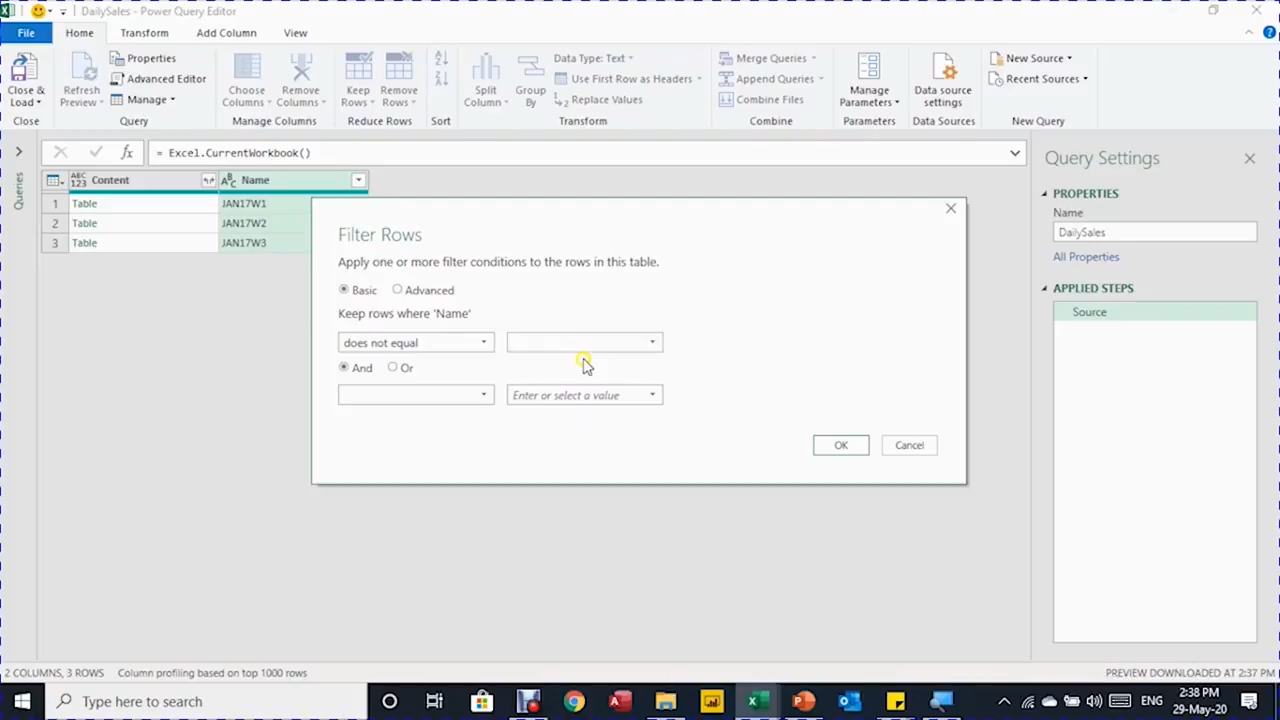 DailySales - Power Query Editor
File Home Transform Add Column View
Close & Load
Close
Refresh Preview
Properties
Advanced Editor
Manage
Query
Choose Columns
Remove Columns
Manage Columns
Keep Rows
Remove Rows
Reduce Rows
Sort
Split Column
Group By
Data Type: Text
Use First Row as Headers
Replace Values
Transform
Merge Queries
Append Queries
Combine Files
Combine
Manage Parameters
Parameters
Data source settings
Data Sources
New Source
Recent Sources
New Query
fx = Excel.CurrentWorkbook()
Queries
ABC 123 Content ABC Name
1 Table JAN17W1
2 Table JAN17W2
3 Table JAN17W3
Filter Rows
Apply one or more filter conditions to the rows in this table.
Basic Advanced
Keep rows where 'Name'
does not equal
And Or
Enter or select a value
OK Cancel
Query Settings
PROPERTIES
Name
DailySales
All Properties
APPLIED STEPS
Source
2 COLUMNS, 3 ROWS Column profiling based on top 1000 rows
PREVIEW DOWNLOADED AT 2:37 PM
Type here to search
ENG
2:38 PM
29-May-20